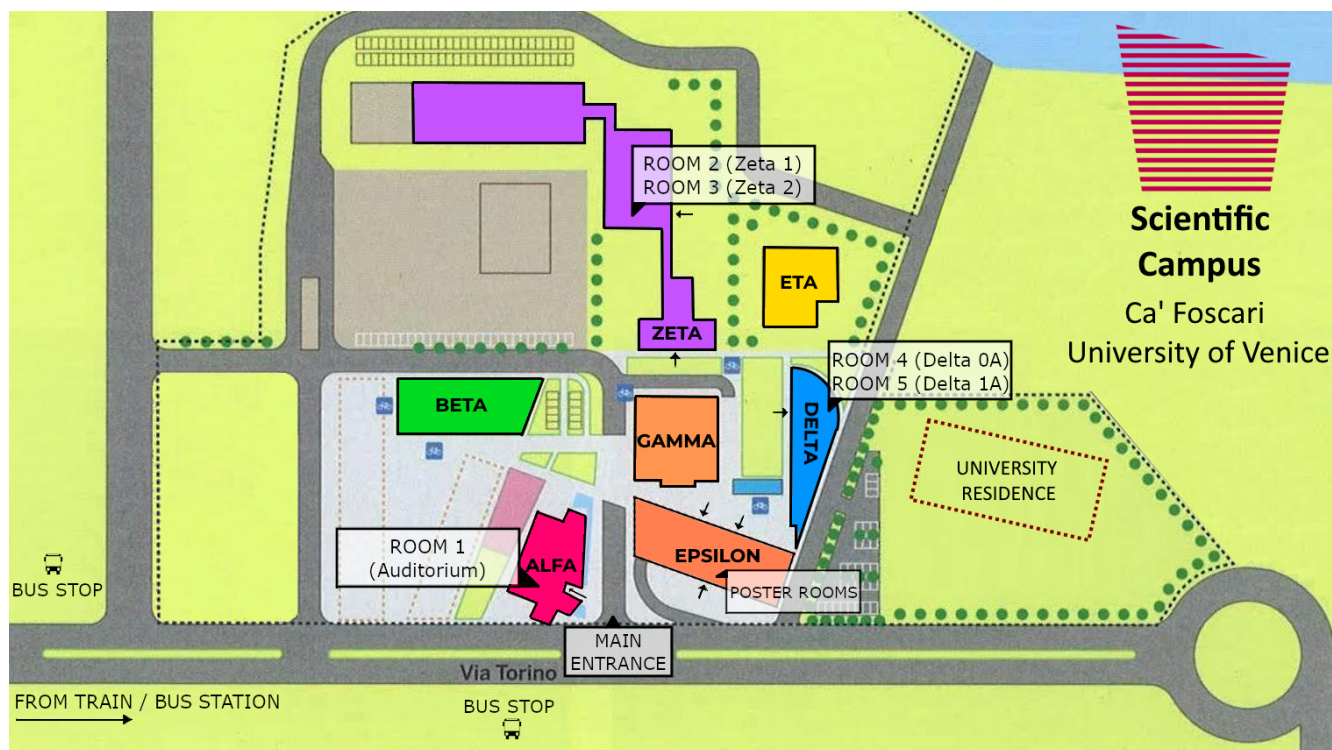 Scientific
Campus
Ca' Foscari
University of Venice
ROOM 2 (Zeta 1)
ROOM 3 (Zeta 2)
ETA
ZETA
ROOM 4 (Delta 0A)
ROOM 5 (Delta 1A)
BETA
GAMMA
DELTA
UNIVERSITY
RESIDENCE
ROOM 1
(Auditorium)
ALFA
EPSILON
POSTER ROOMS
BUS STOP
MAIN
ENTRANCE
Via Torino
FROM TRAIN / BUS STATION
BUS STOP